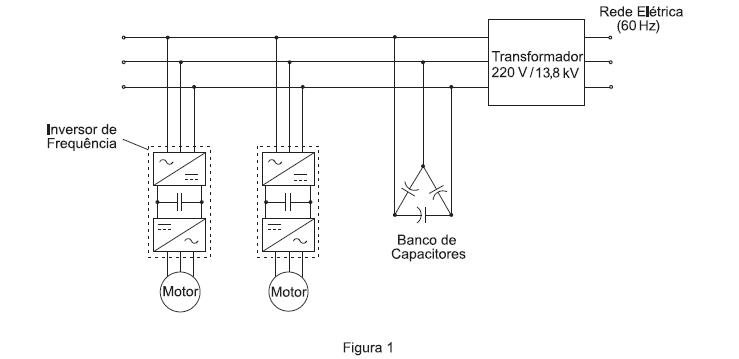 Rede Elétrica
(60 Hz)
Transformador
220 V/13,8 kV
Inversor de
Frequência
Banco de
Capacitores
Motor
Motor
Figura 1